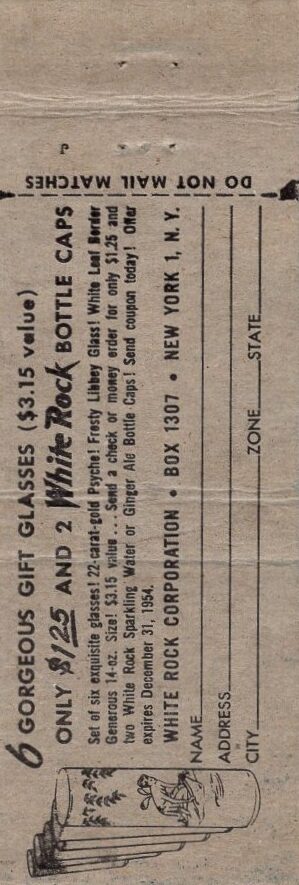 DO NOT MAIL MATCHES
6 GORGEOUS GIFT GLASSES ($3.15 value)
ONLY $1.25 AND 2 White Rock BOTTLE CAPS
Set of six exquisite glasses! 22-carat-gold Psyche! Frosty Libbey Glass! White Leaf Border
Generous 14-oz. Size! $3.15 value... Send a check or money order for only $1.25 and
two White Rock Sparkling Water or Ginger Ale Bottle Caps! Send coupon today! Offer
expires December 31, 1954.
WHITE ROCK CORPORATION • BOX 1307 • NEW YORK 1, N. Y.
NAME
ADDRESS
CITY ZONE STATE